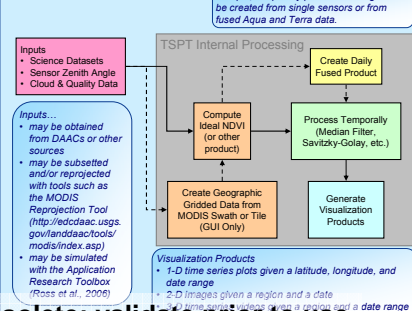 be created from single sensors or from
fused Aqua and Terra data.
TSPT Internal Processing
Inputs
• Science Datasets
• Sensor Zenith Angle
• Cloud & Quality Data
Create Daily
Fused Product
Compute
Ideal NDVI
(or other
product)
Process Temporally
(Median Filter,
Savitzky-Golay, etc.)
Create Geographic
Gridded Data from
MODIS Swath or Tile
(GUI Only)
Generate
Visualization
Products
Inputs…
• may be obtained
from DAACs or other
sources
• may be subsetted
and/or reprojected
with tools such as
the MODIS
Reprojection Tool
(http://edcdaac.usgs.
gov/landdaac/tools/
modis/index.asp)
• may be simulated
with the Application
Research Toolbox
(Ross et al., 2006)
Visualization Products
• 1-D time series plots given a latitude, longitude, and
date range
• 2-D images given a region and a date
• 3-D time series videos given a region and a date range